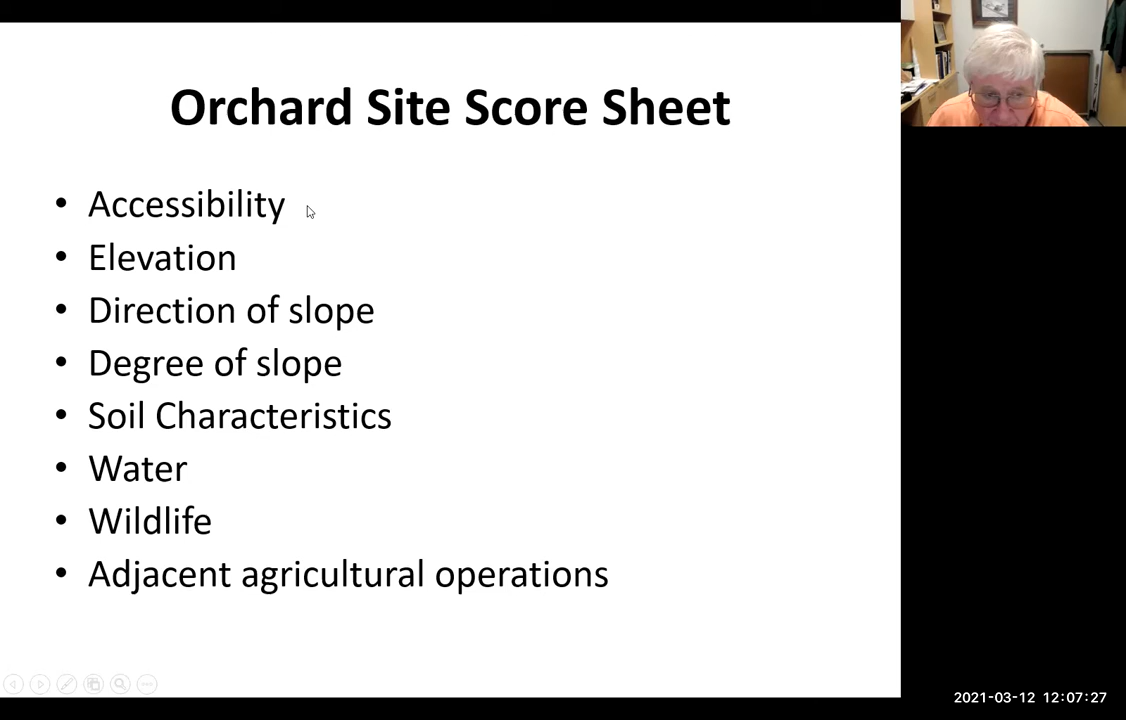 Orchard Site Score Sheet
• Accessibility
• Elevation
• Direction of slope
• Degree of slope
• Soil Characteristics
• Water
• Wildlife
• Adjacent agricultural operations
2021-03-12 12:07:27